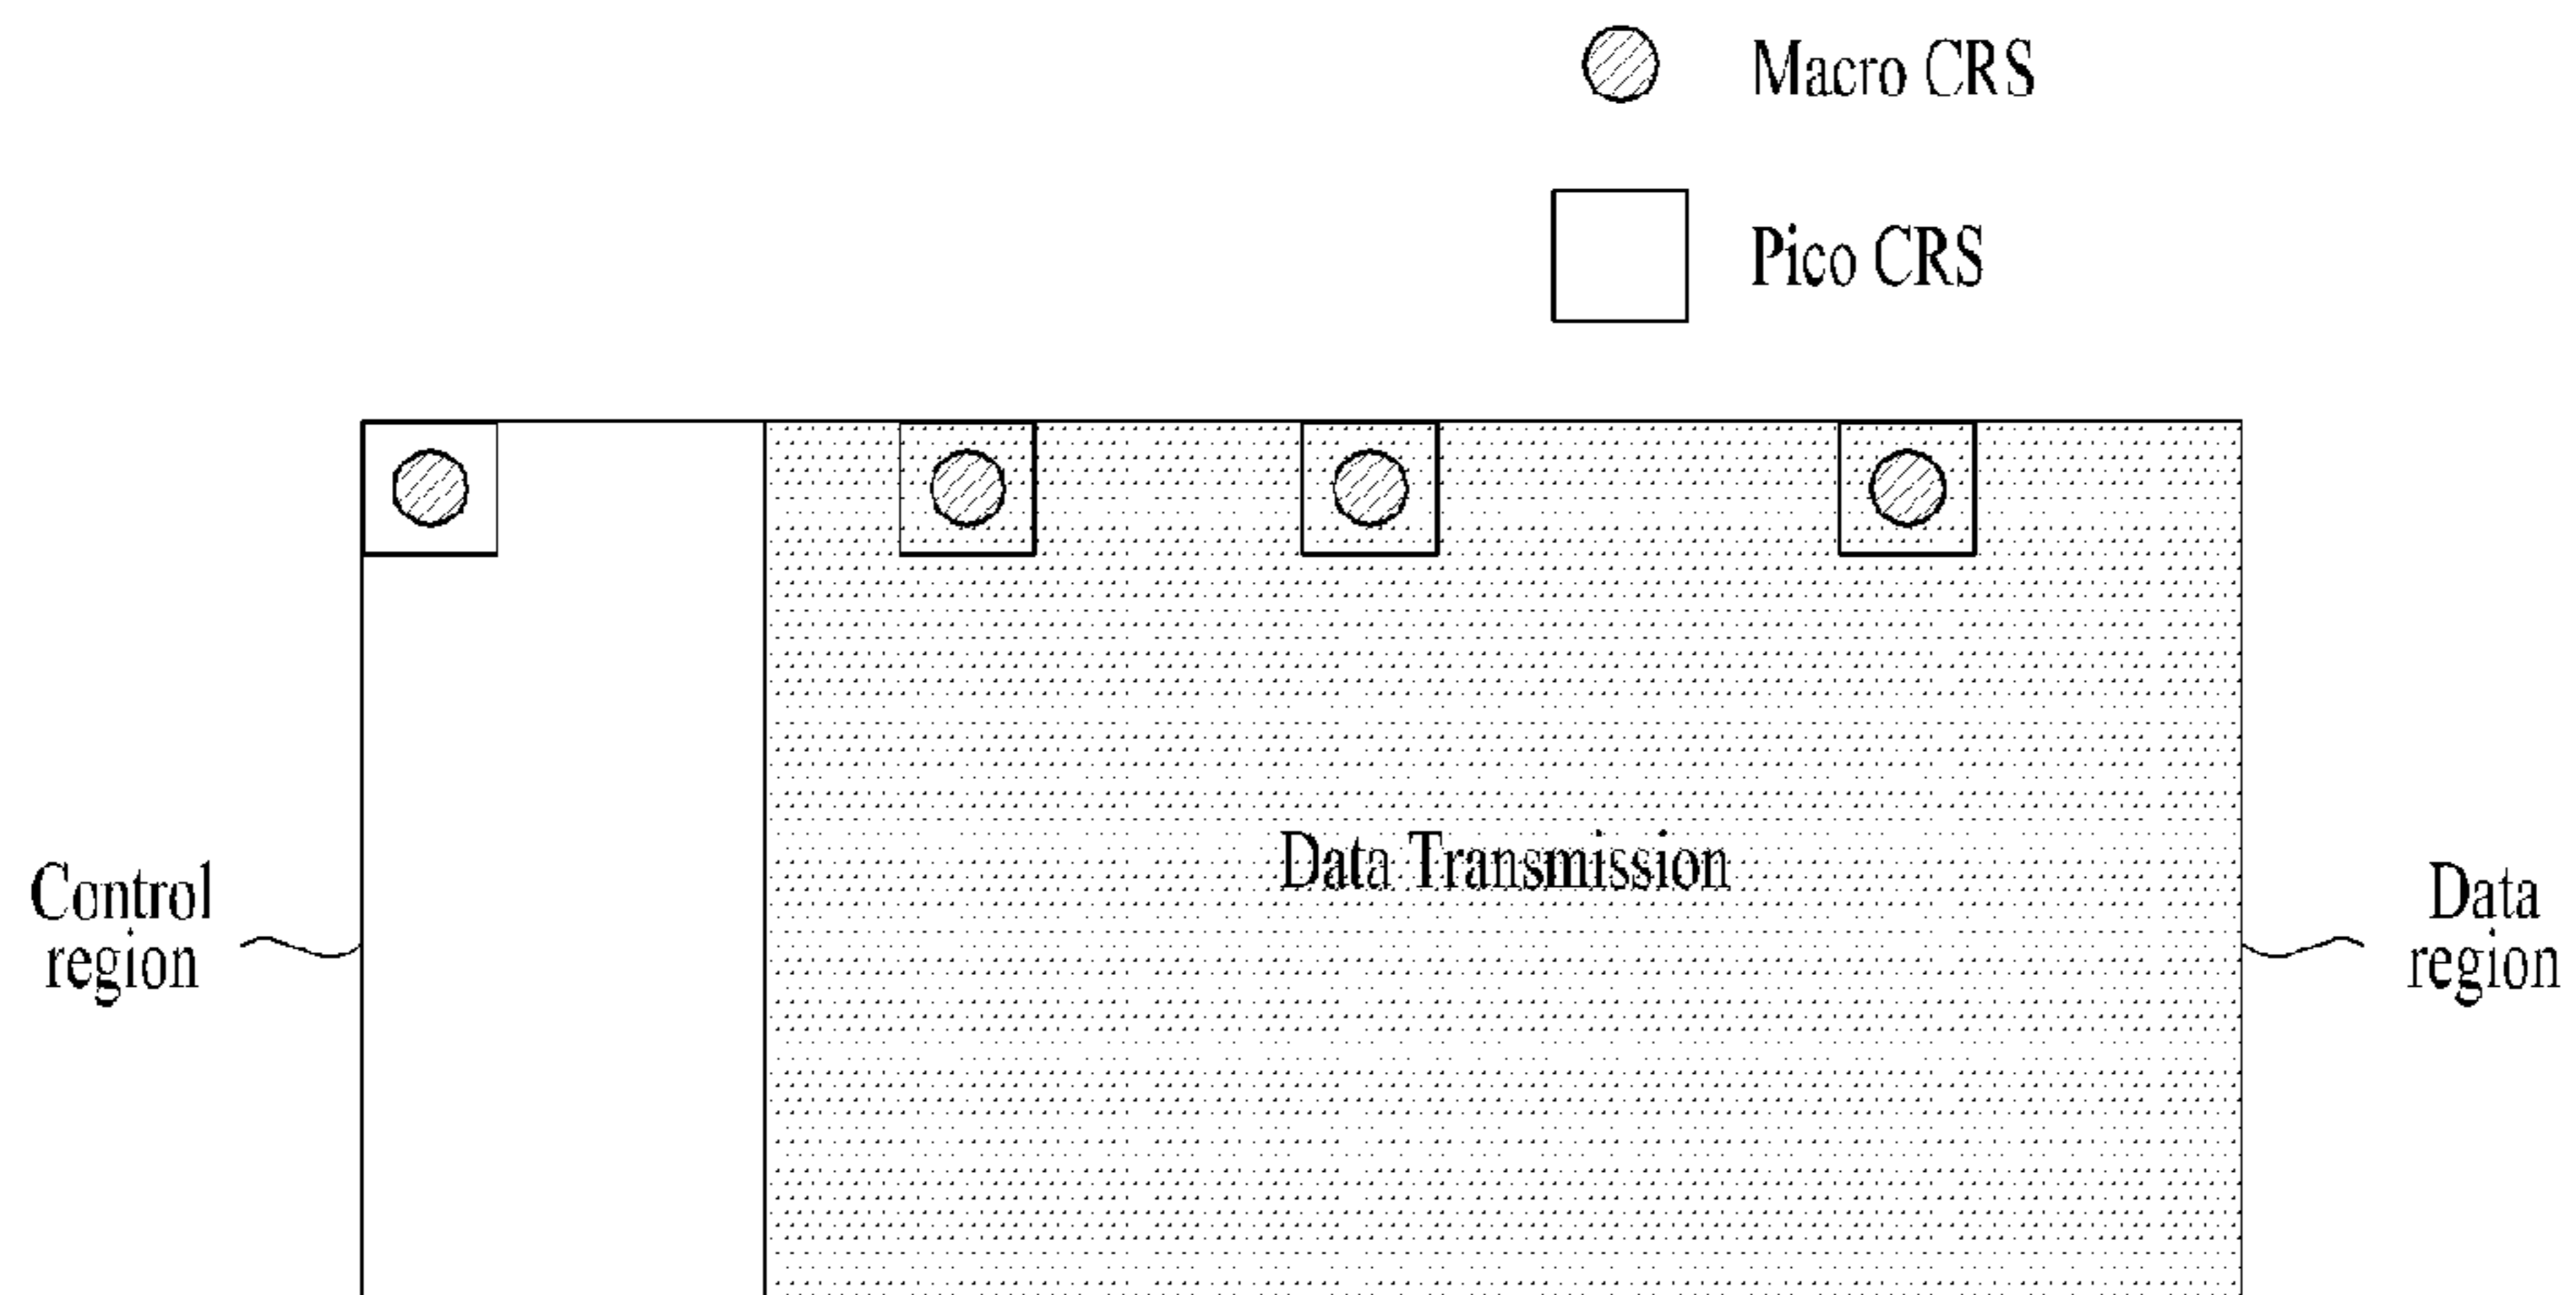 Macro CRS
Pico CRS
Data Transmission
Control
region
Data
region